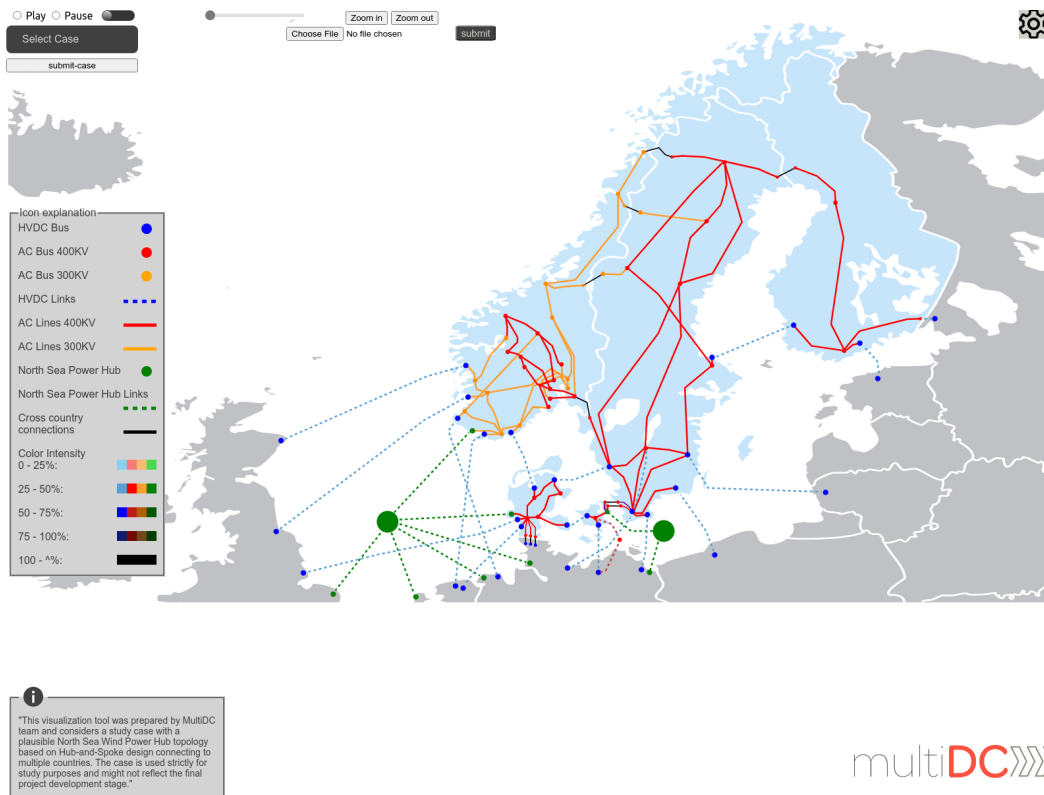 Play Pause
Zoom in Zoom out
Select Case
Choose File No file chosen submit
submit-case
Icon explanation
HVDC Bus
AC Bus 400KV
AC Bus 300KV
HVDC Links
AC Lines 400KV
AC Lines 300KV
North Sea Power Hub
North Sea Power Hub Links
Cross country
connections
Color Intensity
0 - 25%:
25 - 50%:
50 - 75%:
75 - 100%:
100 - ^%:
i
"This visualization tool was prepared by MultiDC
team and considers a study case with a
plausible North Sea Wind Power Hub topology
based on Hub-and-Spoke design connecting to
multiple countries. The case is used strictly for
study purposes and might not reflect the final
project development stage."
multiDC